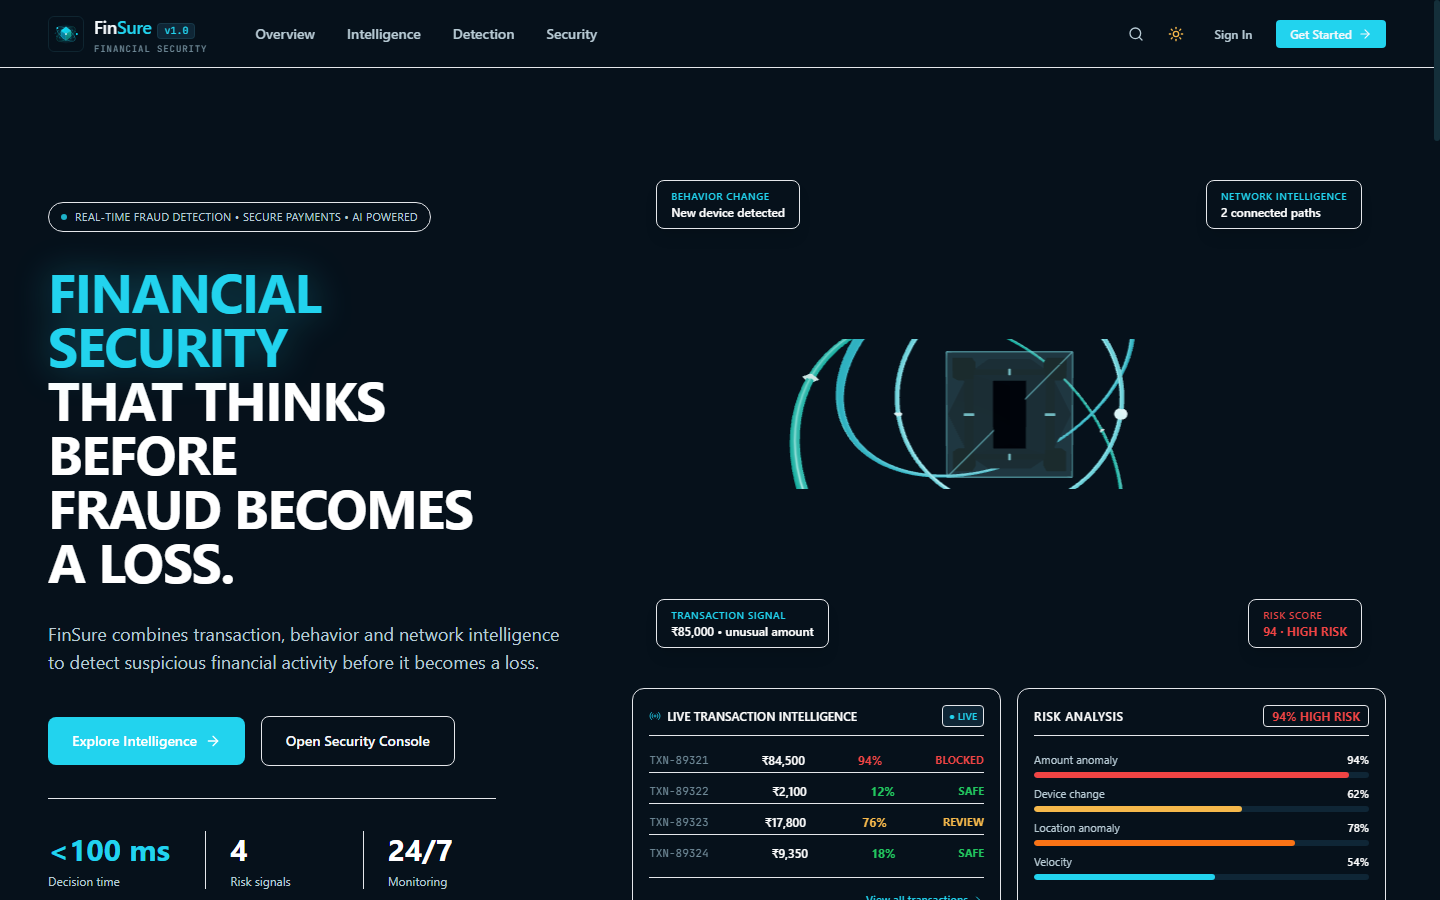 FinSure v1.0
FINANCIAL SECURITY
Overview Intelligence Detection Security
Sign In
Get Started →
REAL-TIME FRAUD DETECTION • SECURE PAYMENTS • AI POWERED
FINANCIAL
SECURITY
THAT THINKS
BEFORE
FRAUD BECOMES
A LOSS.
FinSure combines transaction, behavior and network intelligence
to detect suspicious financial activity before it becomes a loss.
Explore Intelligence →
Open Security Console
<100 ms
Decision time
4
Risk signals
24/7
Monitoring
BEHAVIOR CHANGE
New device detected
NETWORK INTELLIGENCE
2 connected paths
TRANSACTION SIGNAL
₹85,000 • unusual amount
RISK SCORE
94 · HIGH RISK
LIVE TRANSACTION INTELLIGENCE
• LIVE
TXN-89321 ₹84,500 94% BLOCKED
TXN-89322 ₹2,100 12% SAFE
TXN-89323 ₹17,800 76% REVIEW
TXN-89324 ₹9,350 18% SAFE
View all transactions →
RISK ANALYSIS
94% HIGH RISK
Amount anomaly 94%
Device change 62%
Location anomaly 78%
Velocity 54%